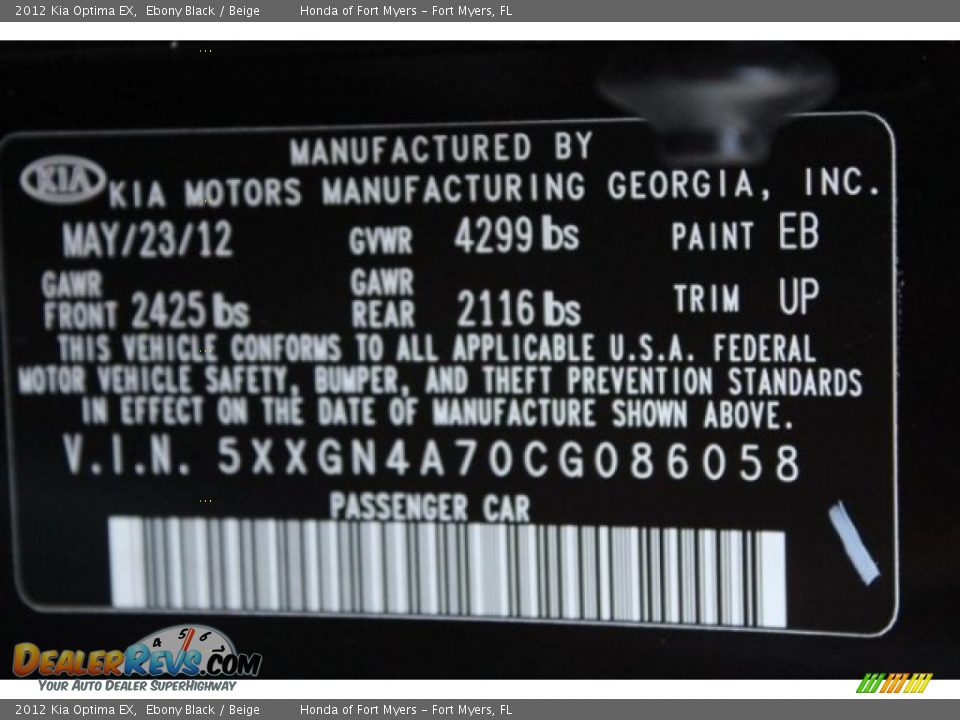 2012 Kia Optima EX, Ebony Black / Beige Honda of Fort Myers - Fort Myers, FL
MANUFACTURED BY
KIA KIA MOTORS MANUFACTURING GEORGIA, INC.
MAY/23/12 GVWR 4299 lbs PAINT EB
GAWR FRONT 2425 lbs GAWR REAR 2116 lbs TRIM UP
THIS VEHICLE CONFORMS TO ALL APPLICABLE U.S.A. FEDERAL
MOTOR VEHICLE SAFETY, BUMPER, AND THEFT PREVENTION STANDARDS
IN EFFECT ON THE DATE OF MANUFACTURE SHOWN ABOVE.
V.I.N. 5XXGN4A70CG086058
PASSENGER CAR
4 5 6
DEALERREVS.COM
YOUR AUTO DEALER SUPERHIGHWAY
2012 Kia Optima EX, Ebony Black / Beige Honda of Fort Myers - Fort Myers, FL